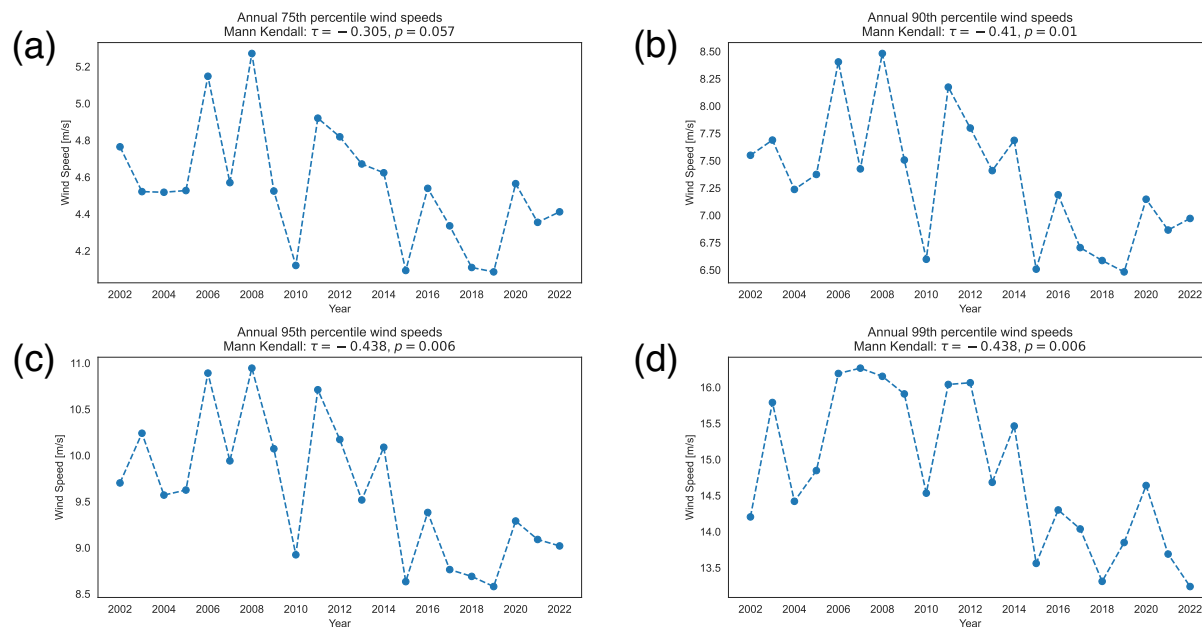 (a)
Annual 75th percentile wind speeds
Mann Kendall: τ = −0.305, p = 0.057
Wind Speed [m/s]
5.2
5.0
4.8
4.6
4.4
4.2
2002 2004 2006 2008 2010 2012 2014 2016 2018 2020 2022
Year
(b)
Annual 90th percentile wind speeds
Mann Kendall: τ = −0.41, p = 0.01
Wind Speed [m/s]
8.50
8.25
8.00
7.75
7.50
7.25
7.00
6.75
6.50
2002 2004 2006 2008 2010 2012 2014 2016 2018 2020 2022
Year
(c)
Annual 95th percentile wind speeds
Mann Kendall: τ = −0.438, p = 0.006
Wind Speed [m/s]
11.0
10.5
10.0
9.5
9.0
8.5
2002 2004 2006 2008 2010 2012 2014 2016 2018 2020 2022
Year
(d)
Annual 99th percentile wind speeds
Mann Kendall: τ = −0.438, p = 0.006
Wind Speed [m/s]
16.0
15.5
15.0
14.5
14.0
13.5
2002 2004 2006 2008 2010 2012 2014 2016 2018 2020 2022
Year